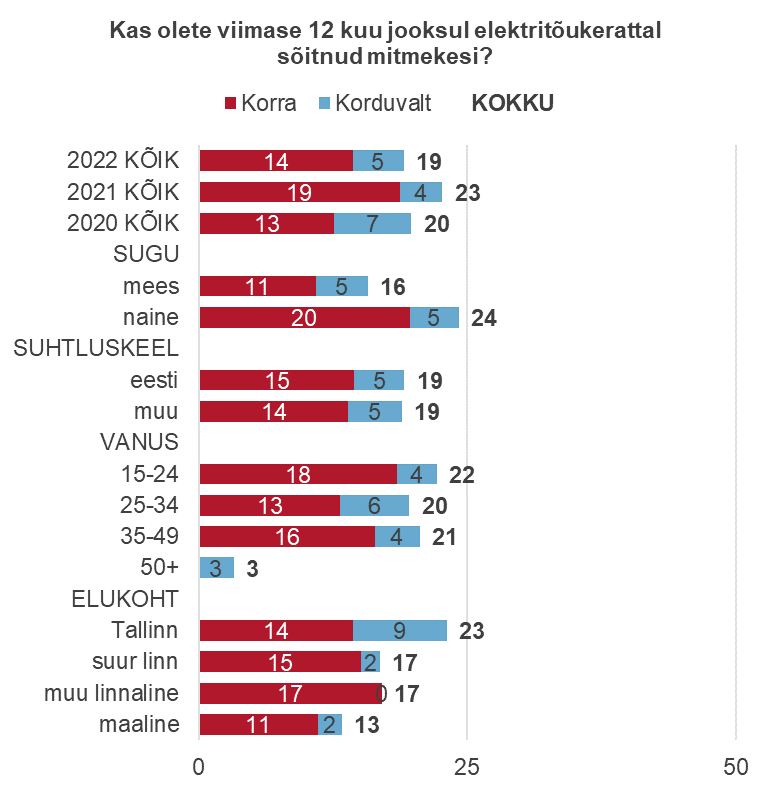 Kas olete viimase 12 kuu jooksul elektritõukerattal
sõitnud mitmekesi?
Korra Korduvalt KOKKU
2022 KÕIK 14 5 19
2021 KÕIK 19 4 23
2020 KÕIK 13 7 20
SUGU
mees 11 5 16
naine 20 5 24
SUHTLUSKEEL
eesti 15 5 19
muu 14 5 19
VANUS
15-24 18 4 22
25-34 13 6 20
35-49 16 4 21
50+ 3 3
ELUKOHT
Tallinn 14 9 23
suur linn 15 2 17
muu linnaline 17 0 17
maaline 11 2 13
0 25 50